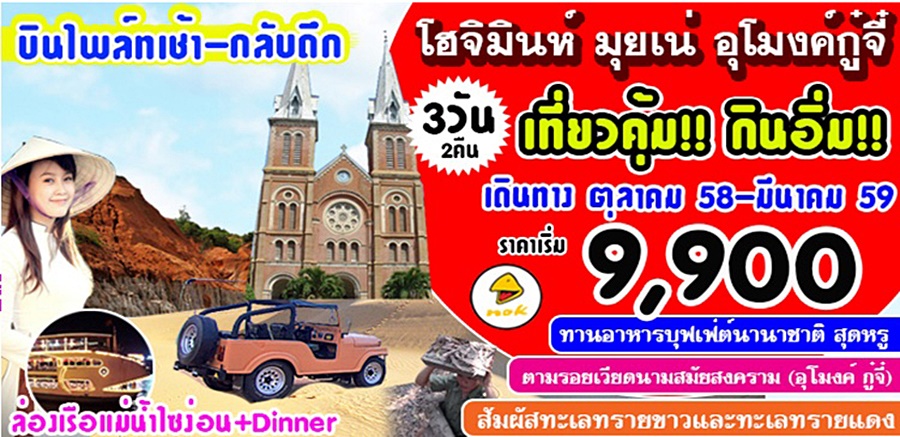 บินไพล์ทเช้า-กลับดึก
โฮจิมินห์ มุยเน่ อุโมงค์กู๋จี๋
3วัน
2คืน
เที่ยวคุ้ม!! กินอิ่ม!!
เดินทาง ตุลาคม 58-มีนาคม 59
ราคาเริ่ม
9,900
nok
ทานอาหารบุฟเฟ่ต์นานาชาติ สุดหรู
ตามรอยเวียดนามสมัยสงคราม (อุโมงค์ กู๋จี๋)
ล่องเรือแม่น้ำไซง่อน+Dinner
สัมผัสทะเลทรายขาวและทะเลทรายแดง